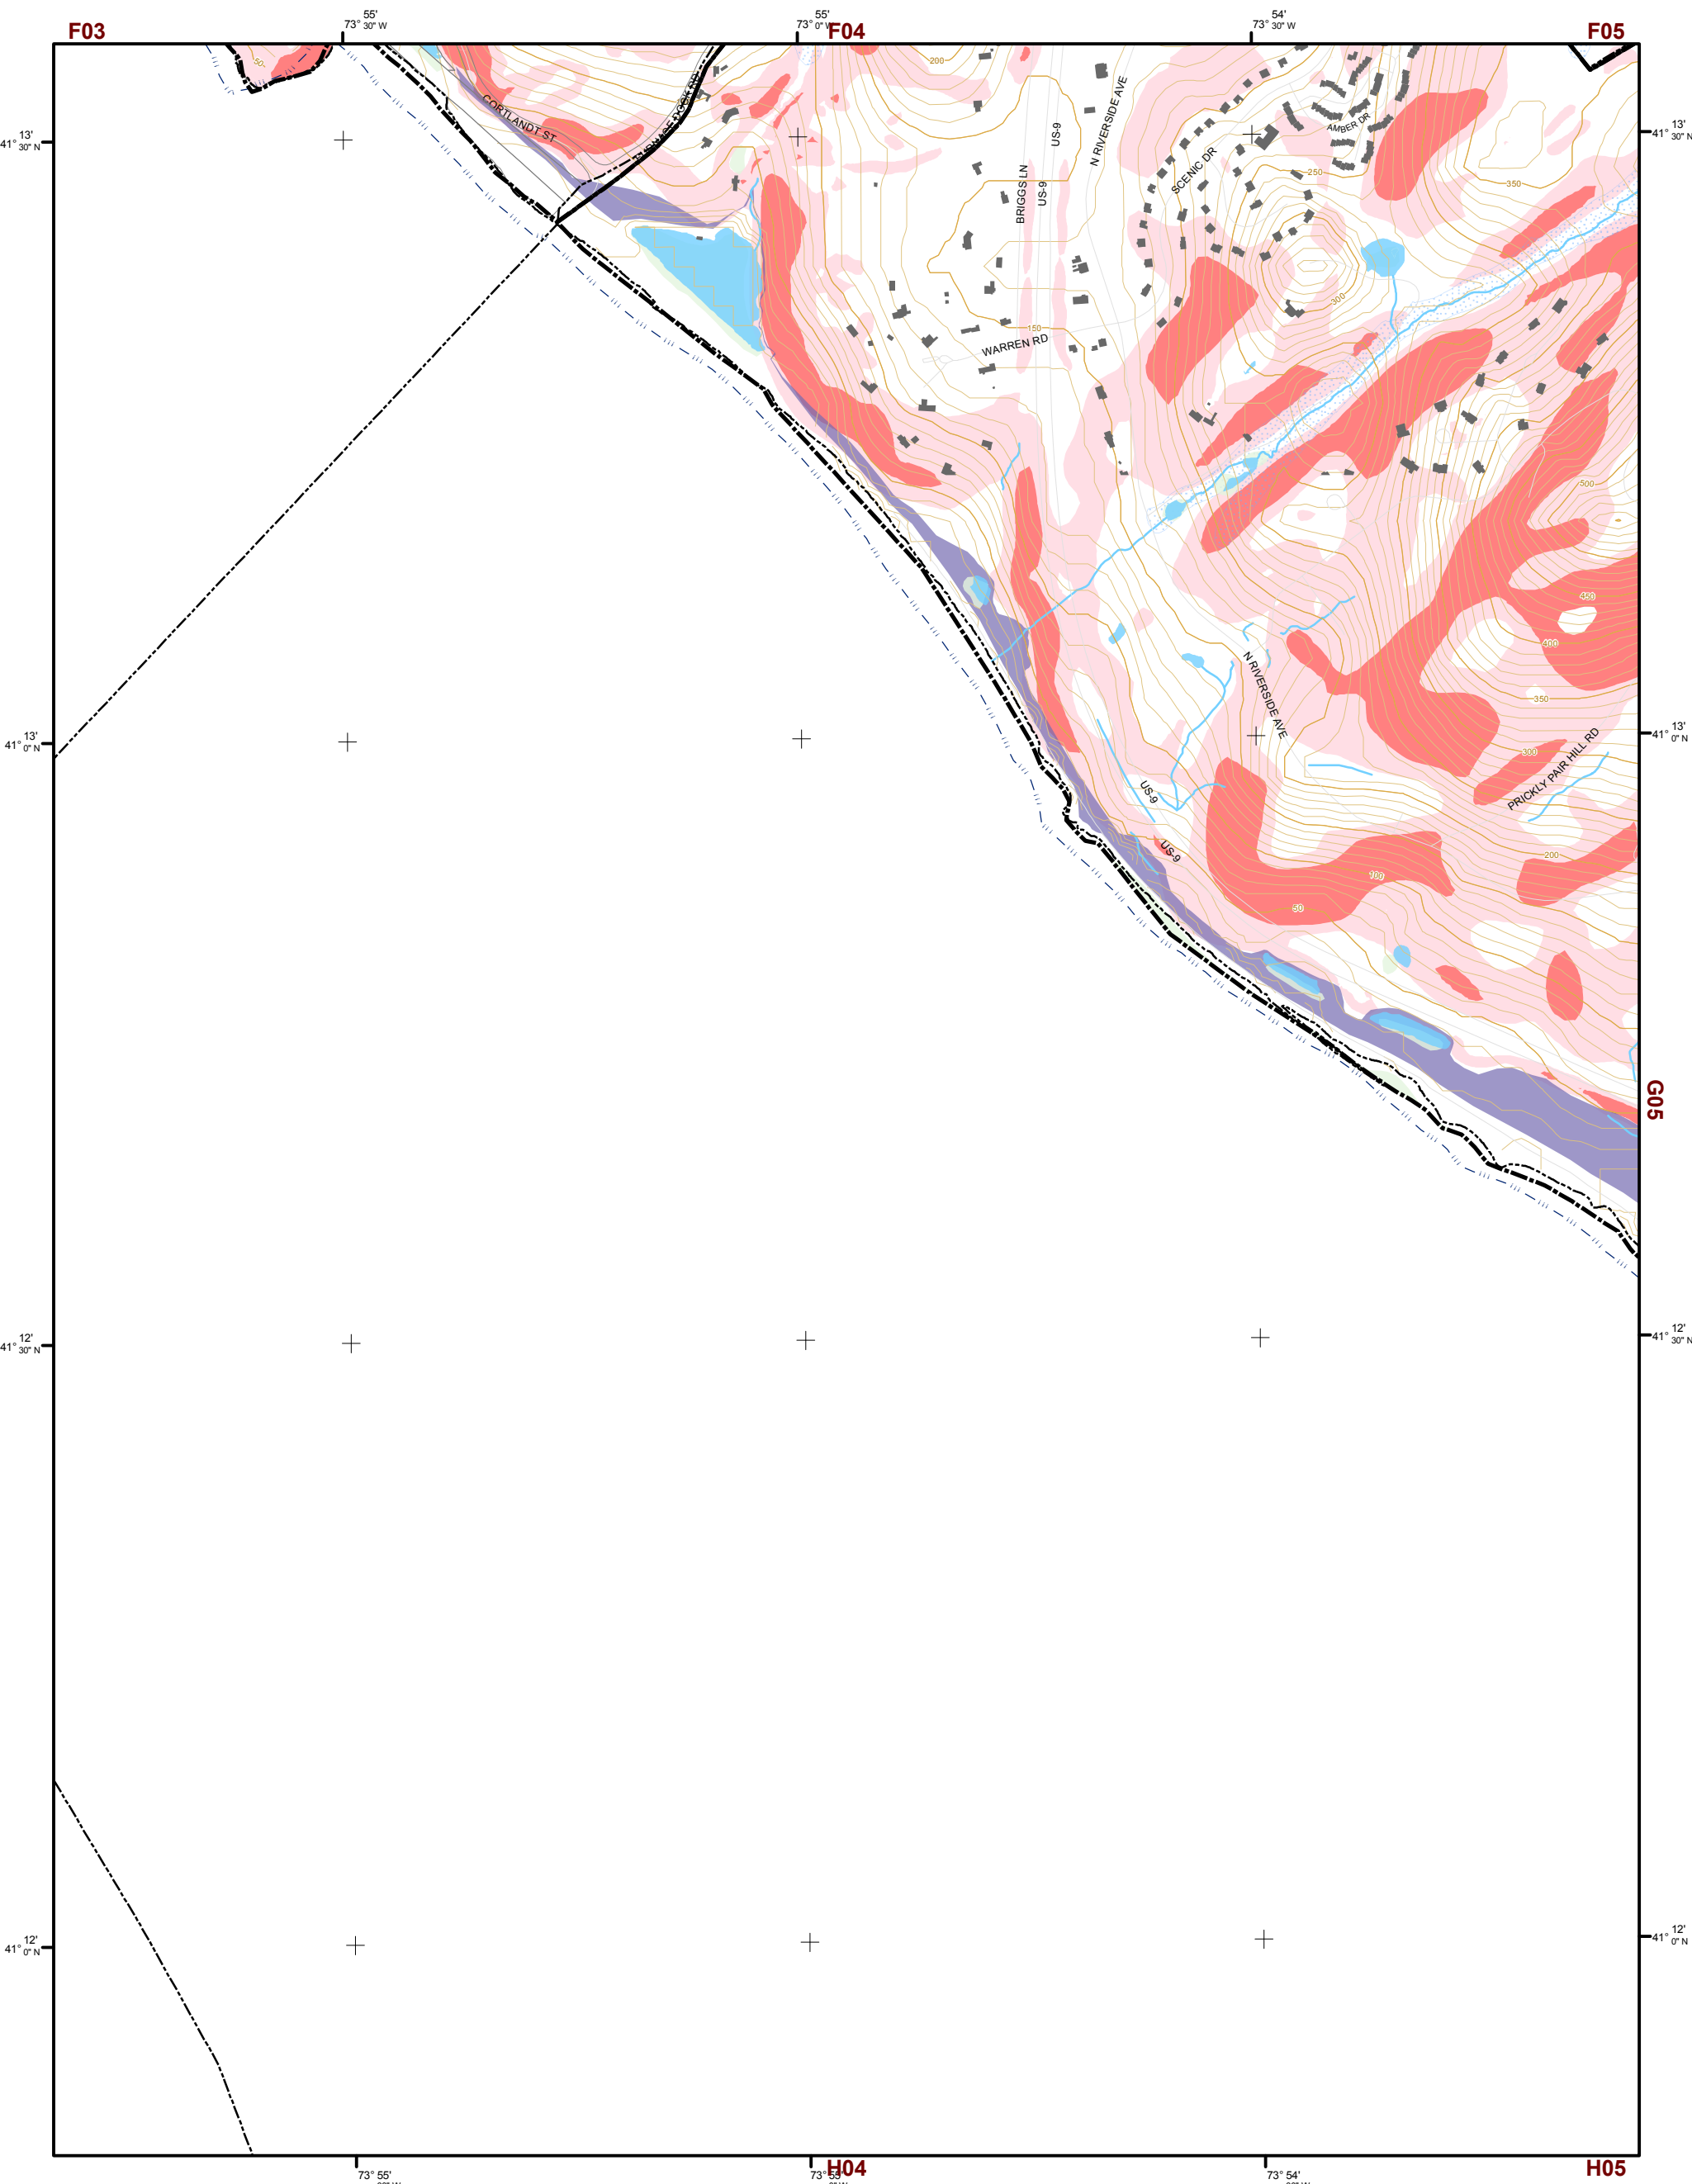 F03
55'
73° 30" W
55'
73° 0" W
F04
54'
73° 30" W
F05
13'
41° 30" N
13'
41° 30" N
50
200
CORTLANDT ST
US-9
N RIVERSIDE AVE
AMBER DR
SCENIC DR
250
350
BRIGGS LN
US-9
300
150
WARREN RD
500
450
400
N RIVERSIDE AVE
350
13'
41° 0" N
13'
41° 0" N
300
PRICKLY PAIR HILL RD
US-9
US-9
200
100
50
G05
12'
41° 30" N
12'
41° 30" N
12'
41° 0" N
12'
41° 0" N
73° 55'
73° 55'
H04
73° 54'
H05